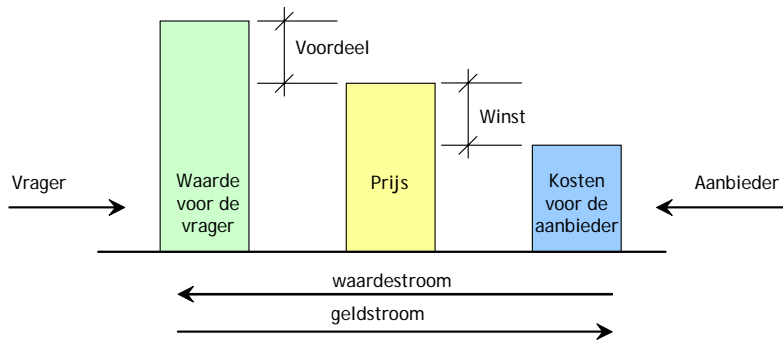 Voordeel
Winst
Vrager
Waarde
voor de
vrager
Prijs
Kosten
voor de
aanbieder
Aanbieder
waardestroom
geldstroom